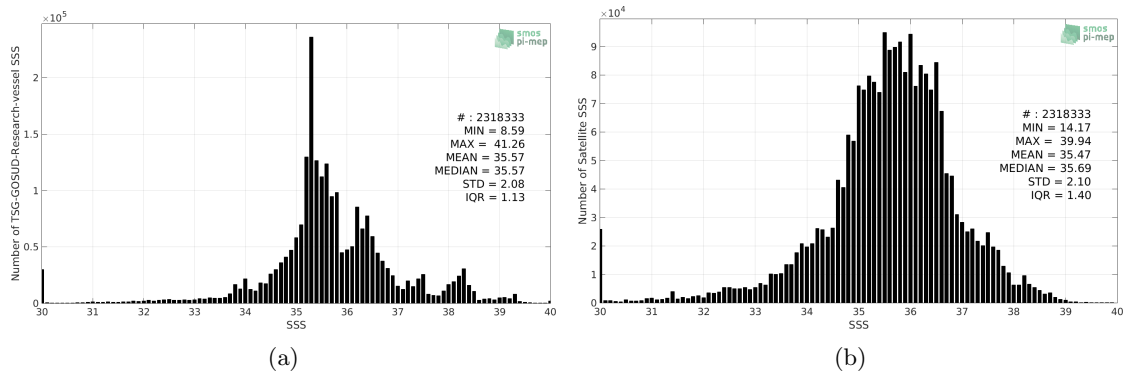 ×10⁵
Number of TSG-GOSUD-Research-vessel SSS
2
1.5
1
0.5
0
30 31 32 33 34 35 36 37 38 39 40
SSS
smos
pi-mep
# : 2318333
MIN = 8.59
MAX = 41.26
MEAN = 35.57
MEDIAN = 35.57
STD = 2.08
IQR = 1.13
(a)
×10⁴
Number of Satellite SSS
9
8
7
6
5
4
3
2
1
0
30 31 32 33 34 35 36 37 38 39 40
SSS
smos
pi-mep
# : 2318333
MIN = 14.17
MAX = 39.94
MEAN = 35.47
MEDIAN = 35.69
STD = 2.10
IQR = 1.40
(b)